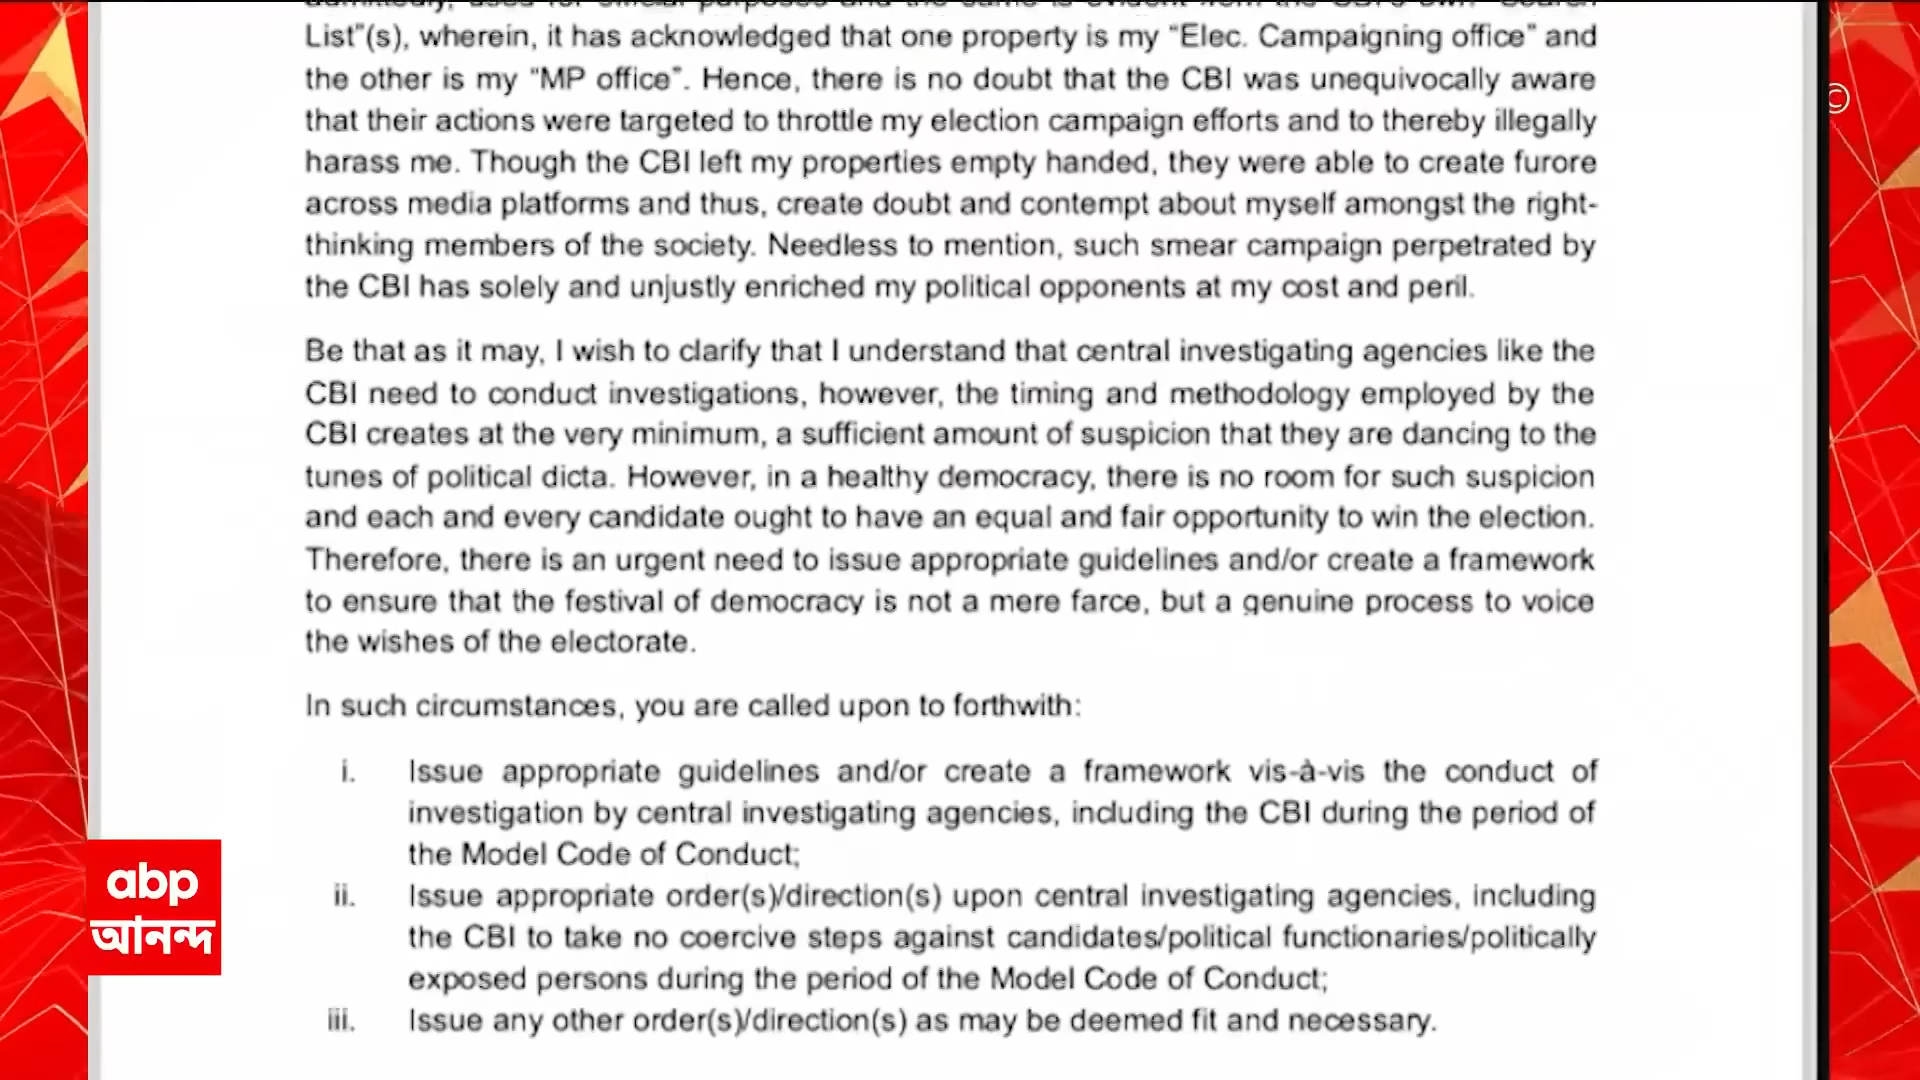 List"(s), wherein, it has acknowledged that one property is my "Elec. Campaigning office" and
the other is my "MP office". Hence, there is no doubt that the CBI was unequivocally aware
that their actions were targeted to throttle my election campaign efforts and to thereby illegally
harass me. Though the CBI left my properties empty handed, they were able to create furore
across media platforms and thus, create doubt and contempt about myself amongst the right-
thinking members of the society. Needless to mention, such smear campaign perpetrated by
the CBI has solely and unjustly enriched my political opponents at my cost and peril.
Be that as it may, I wish to clarify that I understand that central investigating agencies like the
CBI need to conduct investigations, however, the timing and methodology employed by the
CBI creates at the very minimum, a sufficient amount of suspicion that they are dancing to the
tunes of political dicta. However, in a healthy democracy, there is no room for such suspicion
and each and every candidate ought to have an equal and fair opportunity to win the election.
Therefore, there is an urgent need to issue appropriate guidelines and/or create a framework
to ensure that the festival of democracy is not a mere farce, but a genuine process to voice
the wishes of the electorate.
In such circumstances, you are called upon to forthwith:
i. Issue appropriate guidelines and/or create a framework vis-à-vis the conduct of
investigation by central investigating agencies, including the CBI during the period of
the Model Code of Conduct;
ii. Issue appropriate order(s)/direction(s) upon central investigating agencies, including
the CBI to take no coercive steps against candidates/political functionaries/politically
exposed persons during the period of the Model Code of Conduct;
iii. Issue any other order(s)/direction(s) as may be deemed fit and necessary.
abp
আনন্দ
©